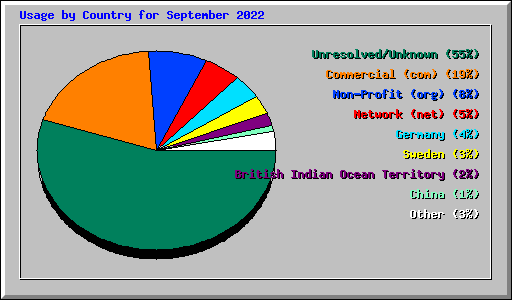 Usage by Country for September 2022
Unresolved/Unknown (55%)
Commercial (com) (19%)
Non-Profit (org) (8%)
Network (net) (5%)
Germany (4%)
Sweden (3%)
British Indian Ocean Territory (2%)
China (1%)
Other (3%)